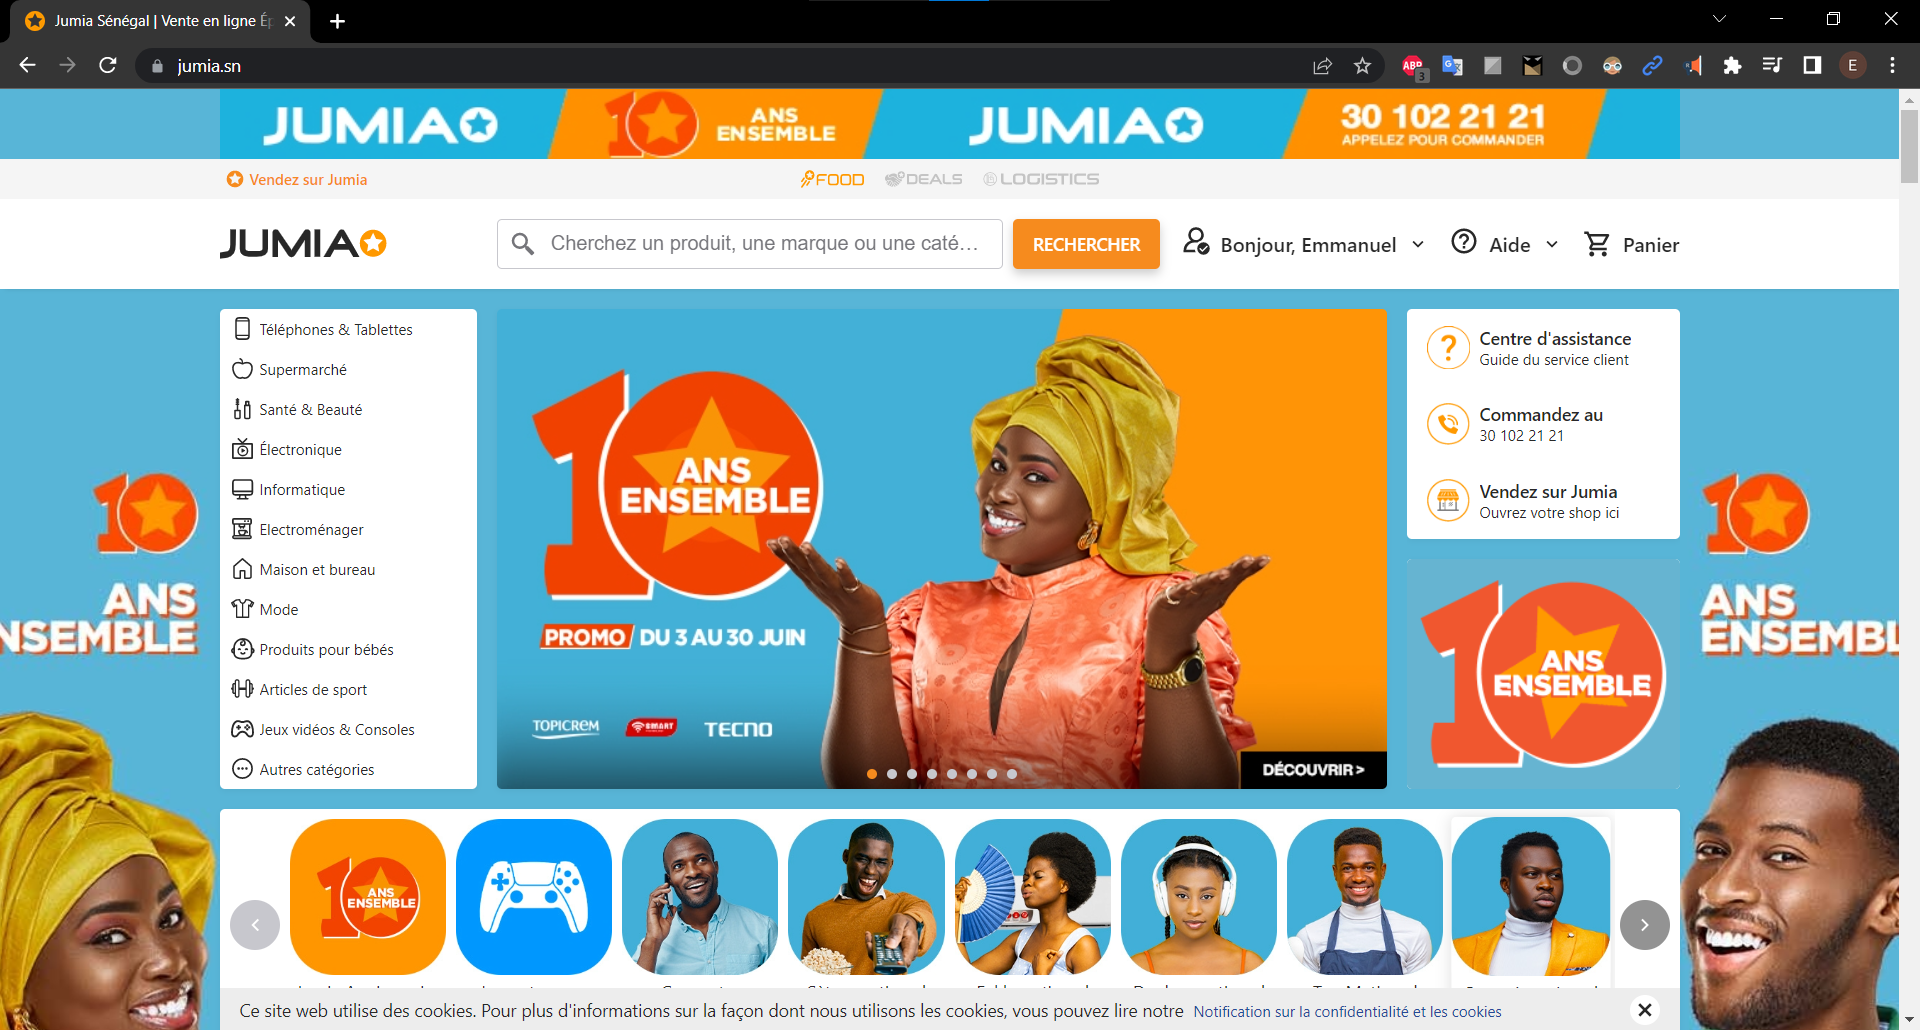 Jumia Sénégal | Vente en ligne Ép
jumia.sn
ABP
3
E
JUMIA
10 ANS ENSEMBLE
JUMIA
30 102 21 21
APPELEZ POUR COMMANDER
Vendez sur Jumia
FOOD
DEALS
LOGISTICS
JUMIA
Cherchez un produit, une marque ou une caté...
RECHERCHER
Bonjour, Emmanuel
Aide
Panier
Téléphones & Tablettes
Supermarché
Santé & Beauté
Électronique
Informatique
Electroménager
Maison et bureau
Mode
Produits pour bébés
Articles de sport
Jeux vidéos & Consoles
Autres catégories
10
ANS
ENSEMBLE
PROMO DU 3 AU 30 JUIN
TOPICREM
SMART
TECNO
DÉCOUVRIR >
Centre d'assistance
Guide du service client
Commandez au
30 102 21 21
Vendez sur Jumia
Ouvrez votre shop ici
10
ANS
ENSEMBLE
10
ANS
NSEMBLE
10
ANS
ENSEMBL
10
ANS
ENSEMBLE
Ce site web utilise des cookies. Pour plus d'informations sur la façon dont nous utilisons les cookies, vous pouvez lire notre Notification sur la confidentialité et les cookies